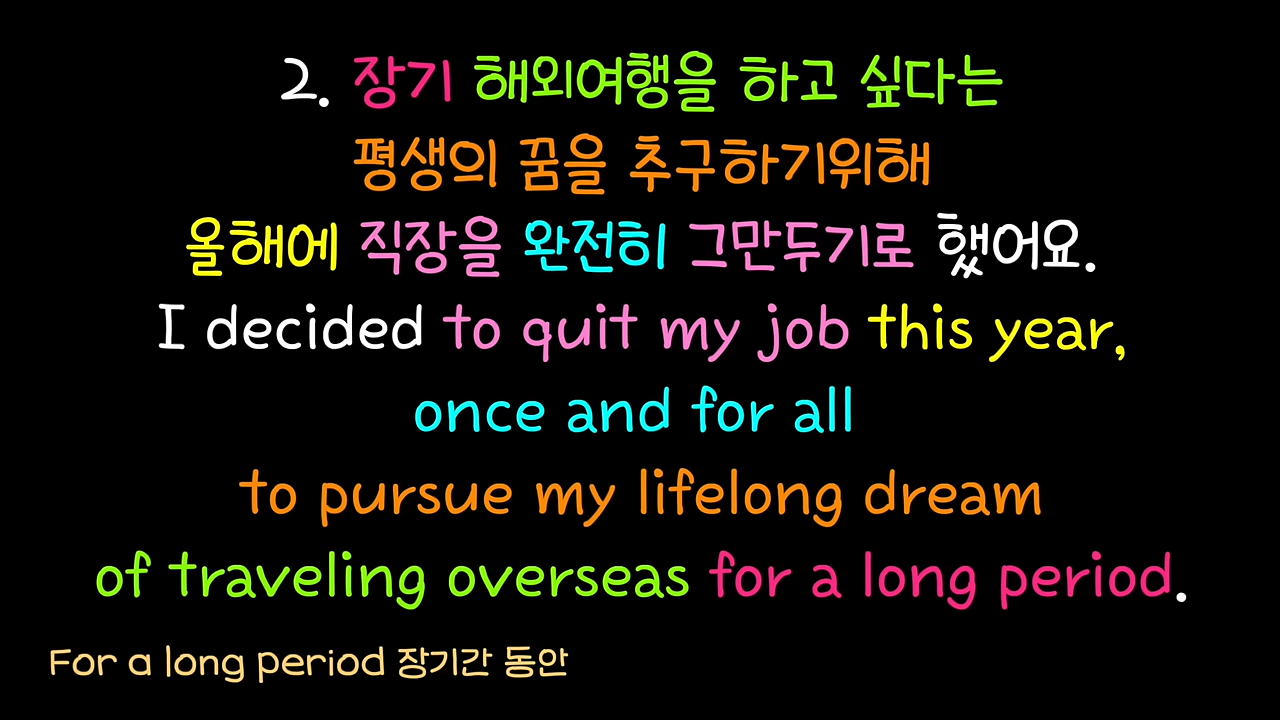 2. 장기 해외여행을 하고 싶다는
평생의 꿈을 추구하기위해
올해에 직장을 완전히 그만두기로 했어요.
I decided to quit my job this year,
once and for all
to pursue my lifelong dream
of traveling overseas for a long period.
For a long period 장기간 동안